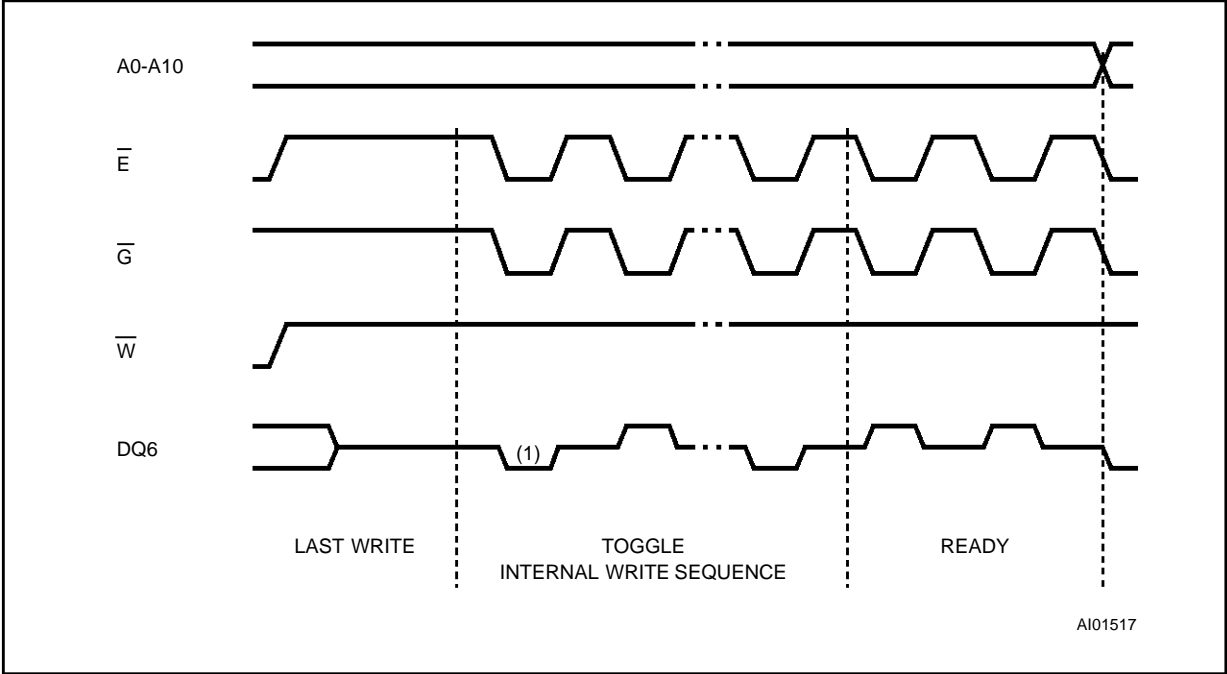 A0-A10
E
G
W
DQ6
(1)
LAST WRITE
TOGGLE
READY
INTERNAL WRITE SEQUENCE
AI01517